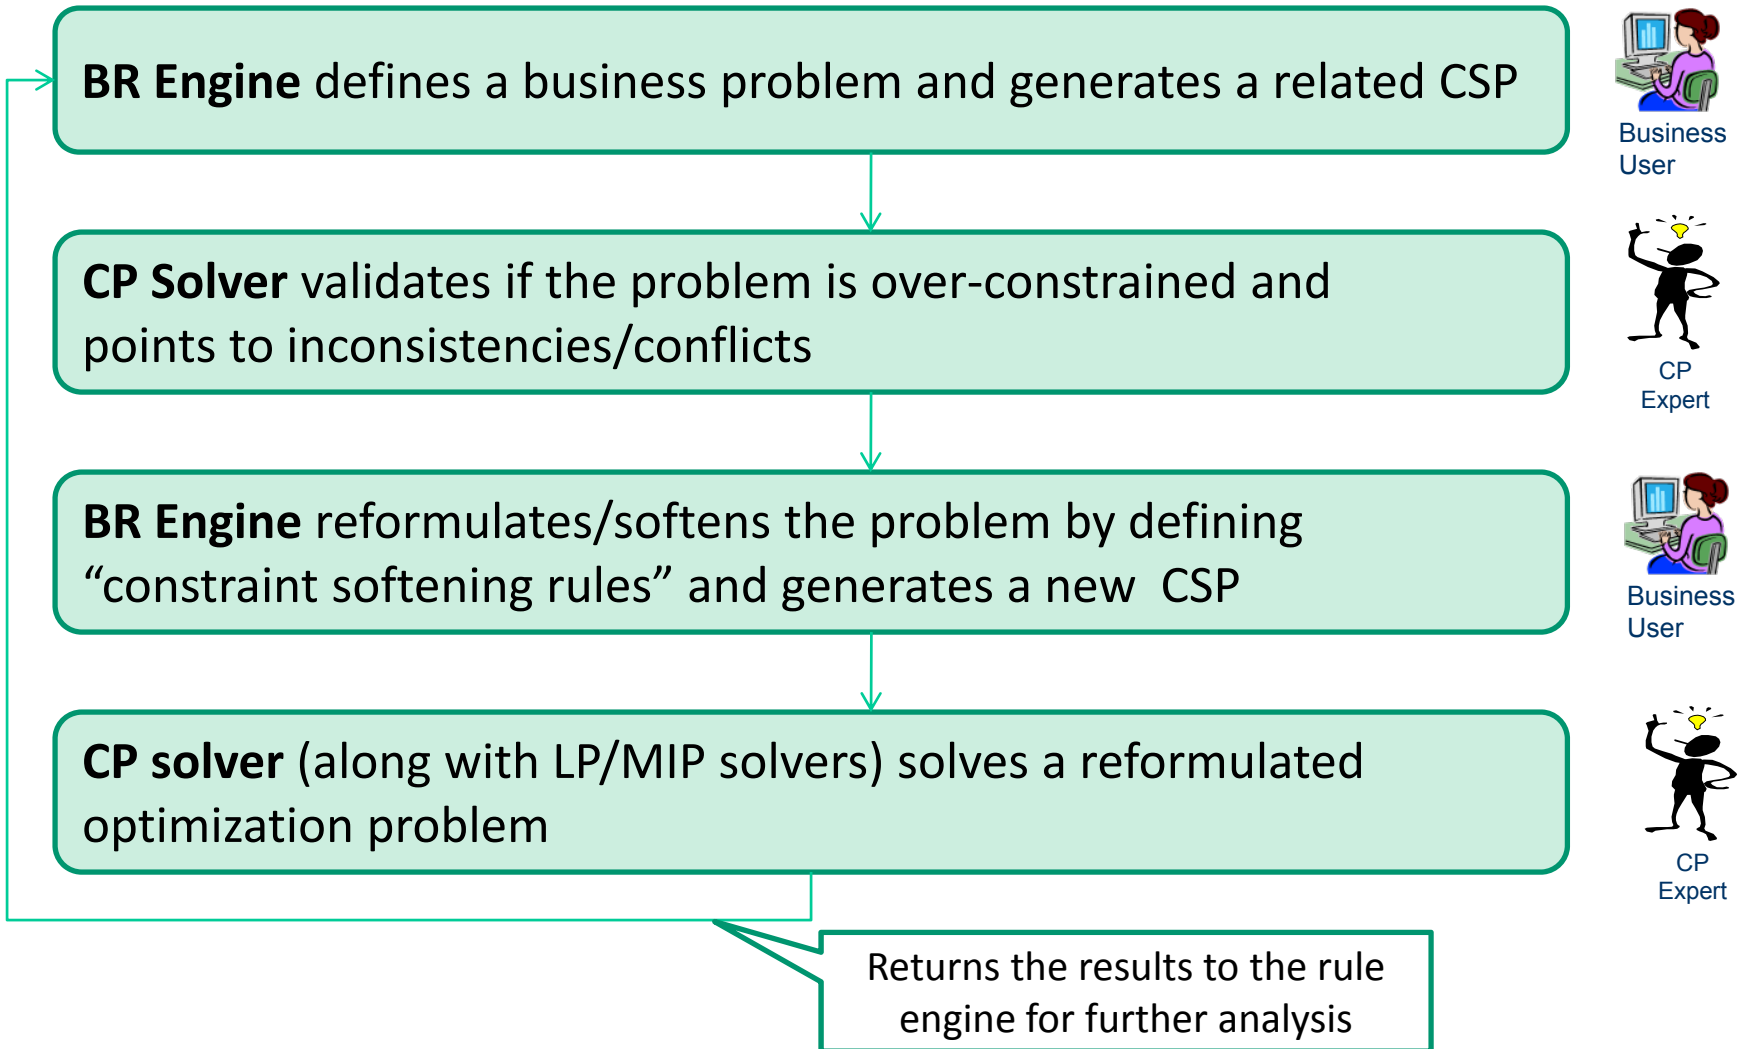 BR Engine defines a business problem and generates a related CSP
Business
User
CP Solver validates if the problem is over-constrained and
points to inconsistencies/conflicts
CP
Expert
BR Engine reformulates/softens the problem by defining
“constraint softening rules” and generates a new  CSP
Business
User
CP solver (along with LP/MIP solvers) solves a reformulated
optimization problem
CP
Expert
Returns the results to the rule
engine for further analysis